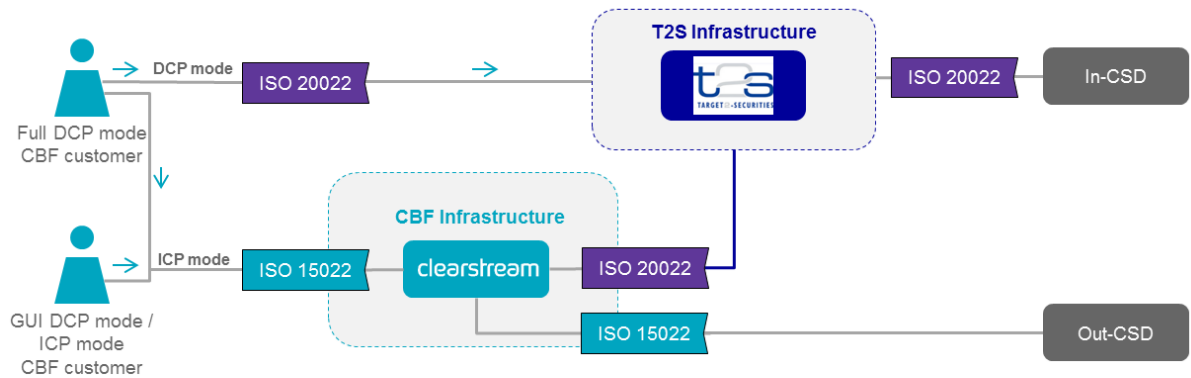 T2S Infrastructure
DCP mode
ISO 20022
t2s
TARGET2-SECURITIES
ISO 20022
In-CSD
Full DCP mode
CBF customer
CBF Infrastructure
ICP mode
ISO 15022
clearstream
ISO 20022
GUI DCP mode /
ICP mode
CBF customer
ISO 15022
Out-CSD